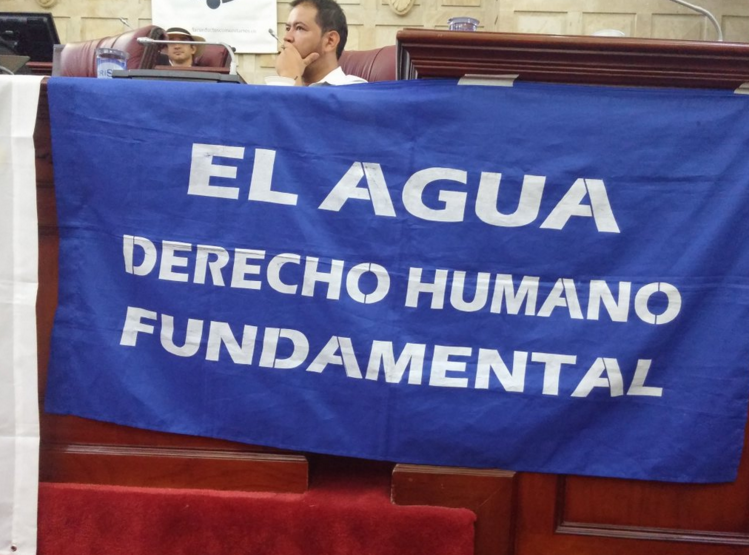 EL AGUA
DERECHO HUMANO
FUNDAMENTAL